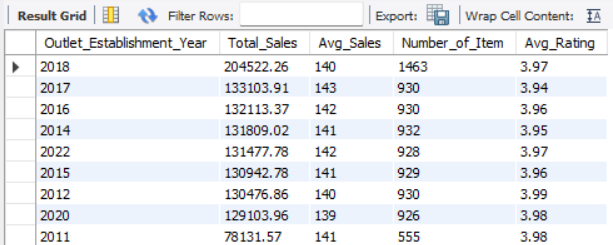 Result Grid Filter Rows: Export: Wrap Cell Content: IA
Outlet_Establishment_Year Total_Sales Avg_Sales Number_of_Item Avg_Rating
2018 204522.26 140 1463 3.97
2017 133103.91 143 930 3.94
2016 132113.37 142 930 3.96
2014 131809.02 141 932 3.95
2022 131477.78 142 928 3.97
2015 130942.78 141 929 3.96
2012 130476.86 140 930 3.99
2020 129103.96 139 926 3.98
2011 78131.57 141 555 3.98